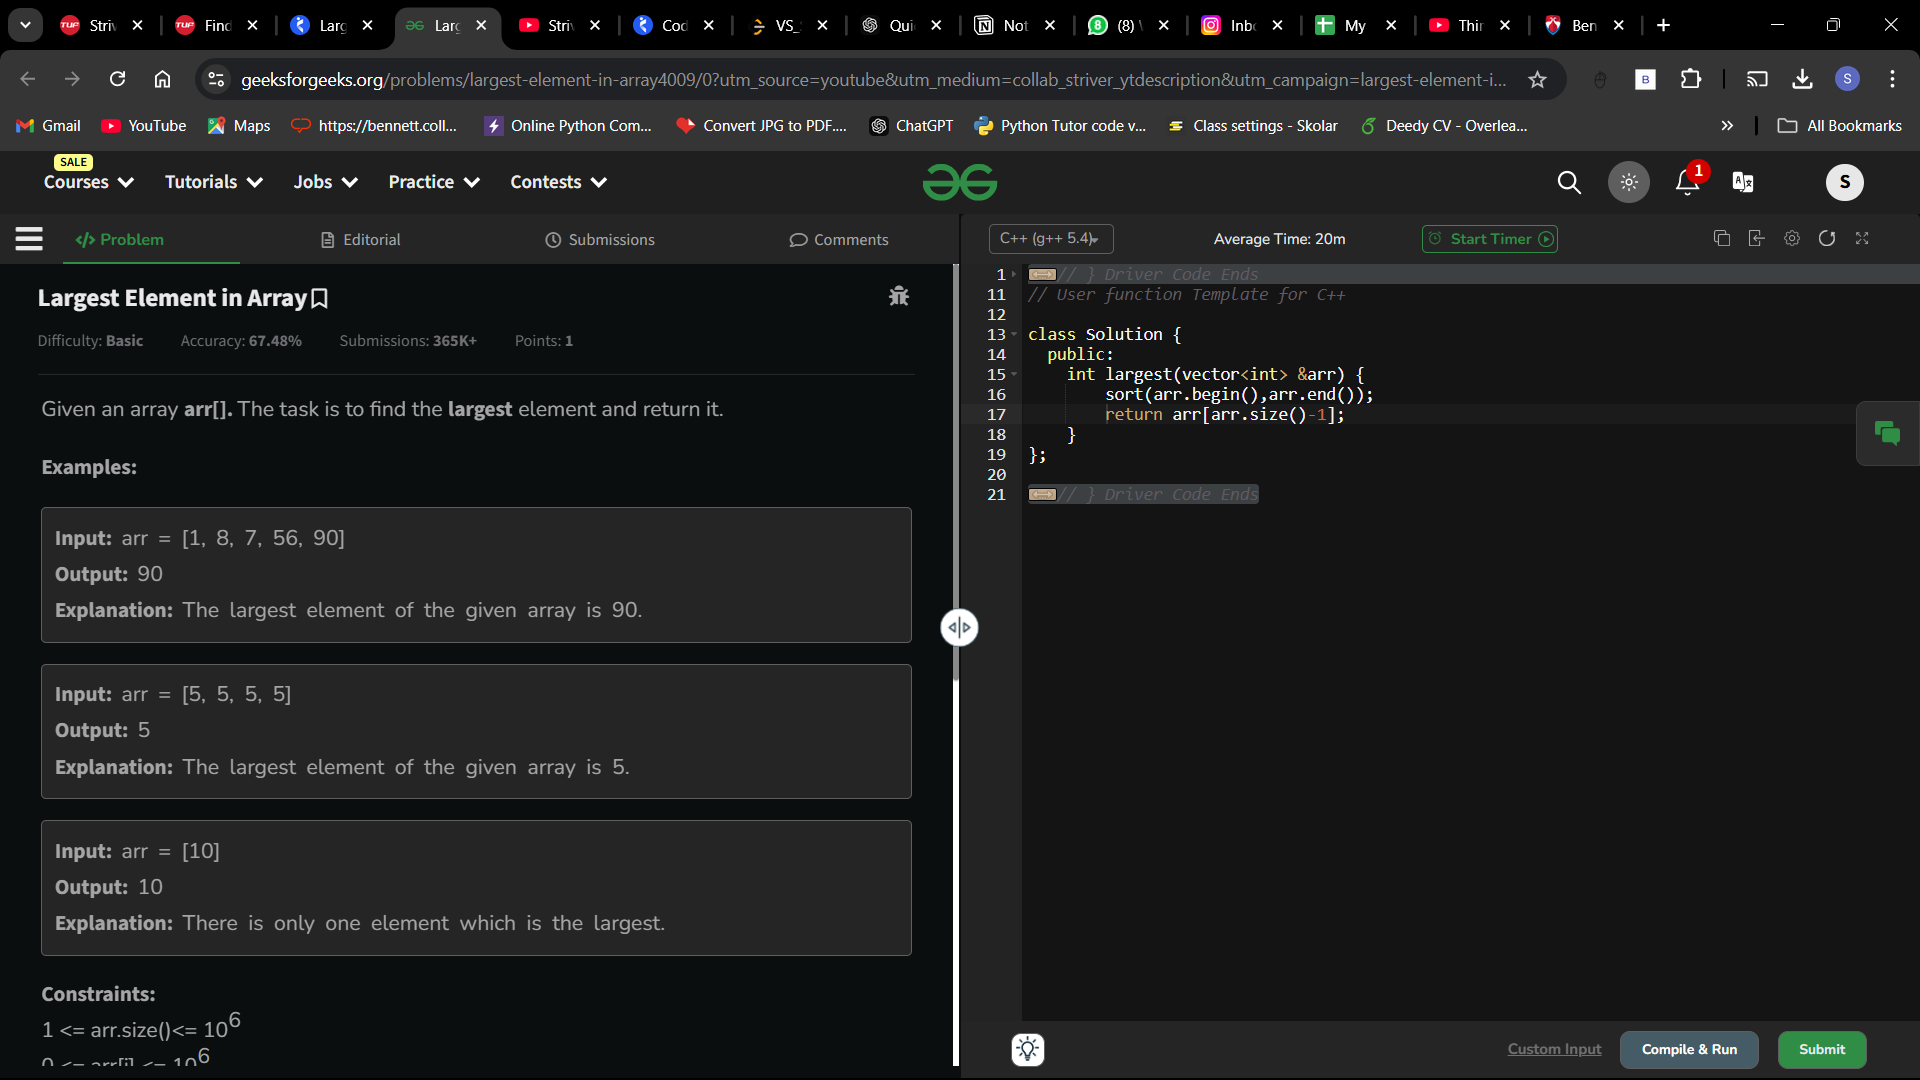 Striv
Find
Larg
Larg
Striv
Cod
VS_
Qui
Not
(8)
Inb
My
Thir
Ben
geeksforgeeks.org/problems/largest-element-in-array4009/0?utm_source=youtube&utm_medium=collab_striver_ytdescription&utm_campaign=largest-element-i...
B
S
Gmail
YouTube
Maps
https://bennett.coll...
Online Python Com...
Convert JPG to PDF....
ChatGPT
Python Tutor code v...
Class settings - Skolar
Deedy CV - Overlea...
All Bookmarks
SALE
Courses
Tutorials
Jobs
Practice
Contests
1
S
Problem
Editorial
Submissions
Comments
C++ (g++ 5.4)
Average Time: 20m
Start Timer
Largest Element in Array
Difficulty: Basic
Accuracy: 67.48%
Submissions: 365K+
Points: 1
Given an array arr[]. The task is to find the largest element and return it.
Examples:
Input: arr = [1, 8, 7, 56, 90]
Output: 90
Explanation: The largest element of the given array is 90.
Input: arr = [5, 5, 5, 5]
Output: 5
Explanation: The largest element of the given array is 5.
Input: arr = [10]
Output: 10
Explanation: There is only one element which is the largest.
Constraints:
1 <= arr.size()<= 10^6
0 <= arr[i] <= 10^6
1 // } Driver Code Ends
11 // User function Template for C++
12
13 class Solution {
14 public:
15 int largest(vector<int> &arr) {
16 sort(arr.begin(),arr.end());
17 return arr[arr.size()-1];
18 }
19 };
20
21 // } Driver Code Ends
Custom Input
Compile & Run
Submit